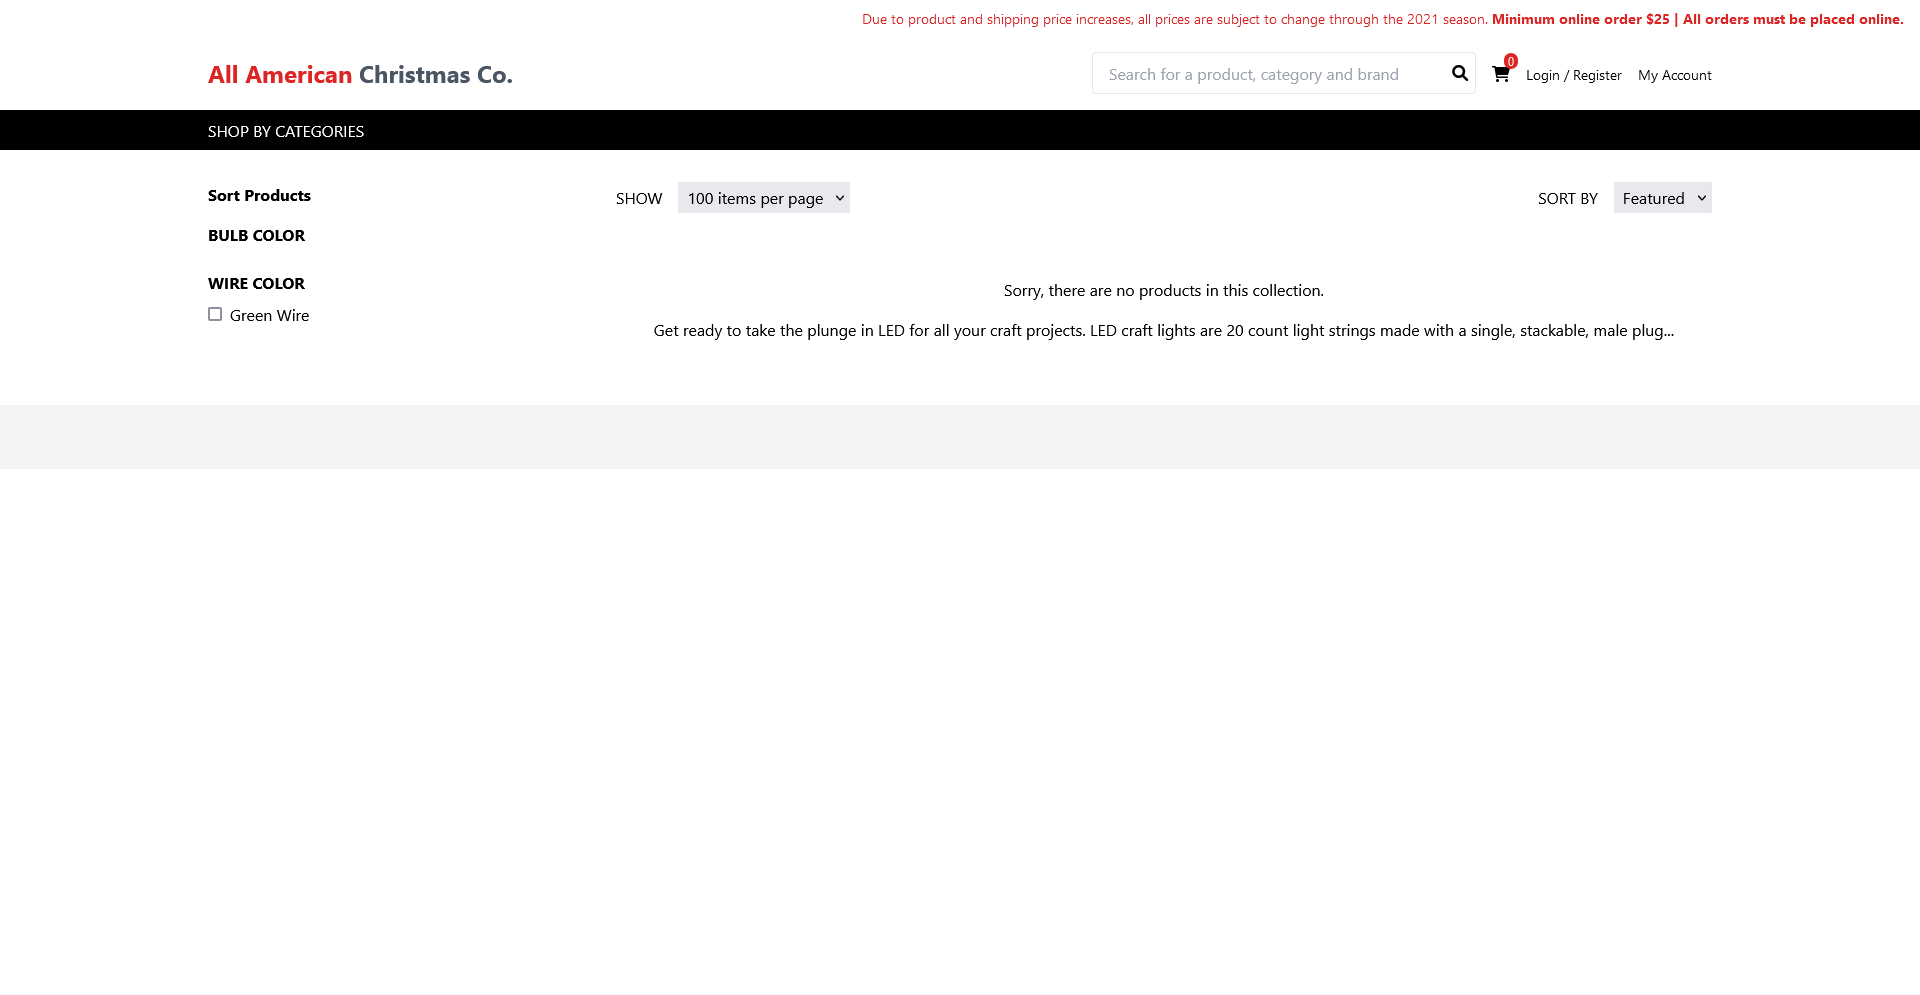 Due to product and shipping price increases, all prices are subject to change through the 2021 season. Minimum online order $25 | All orders must be placed online.
All American Christmas Co.
Search for a product, category and brand
0
Login / Register
My Account
SHOP BY CATEGORIES
Sort Products
BULB COLOR
WIRE COLOR
Green Wire
SHOW
100 items per page
SORT BY
Featured
Sorry, there are no products in this collection.
Get ready to take the plunge in LED for all your craft projects. LED craft lights are 20 count light strings made with a single, stackable, male plug...